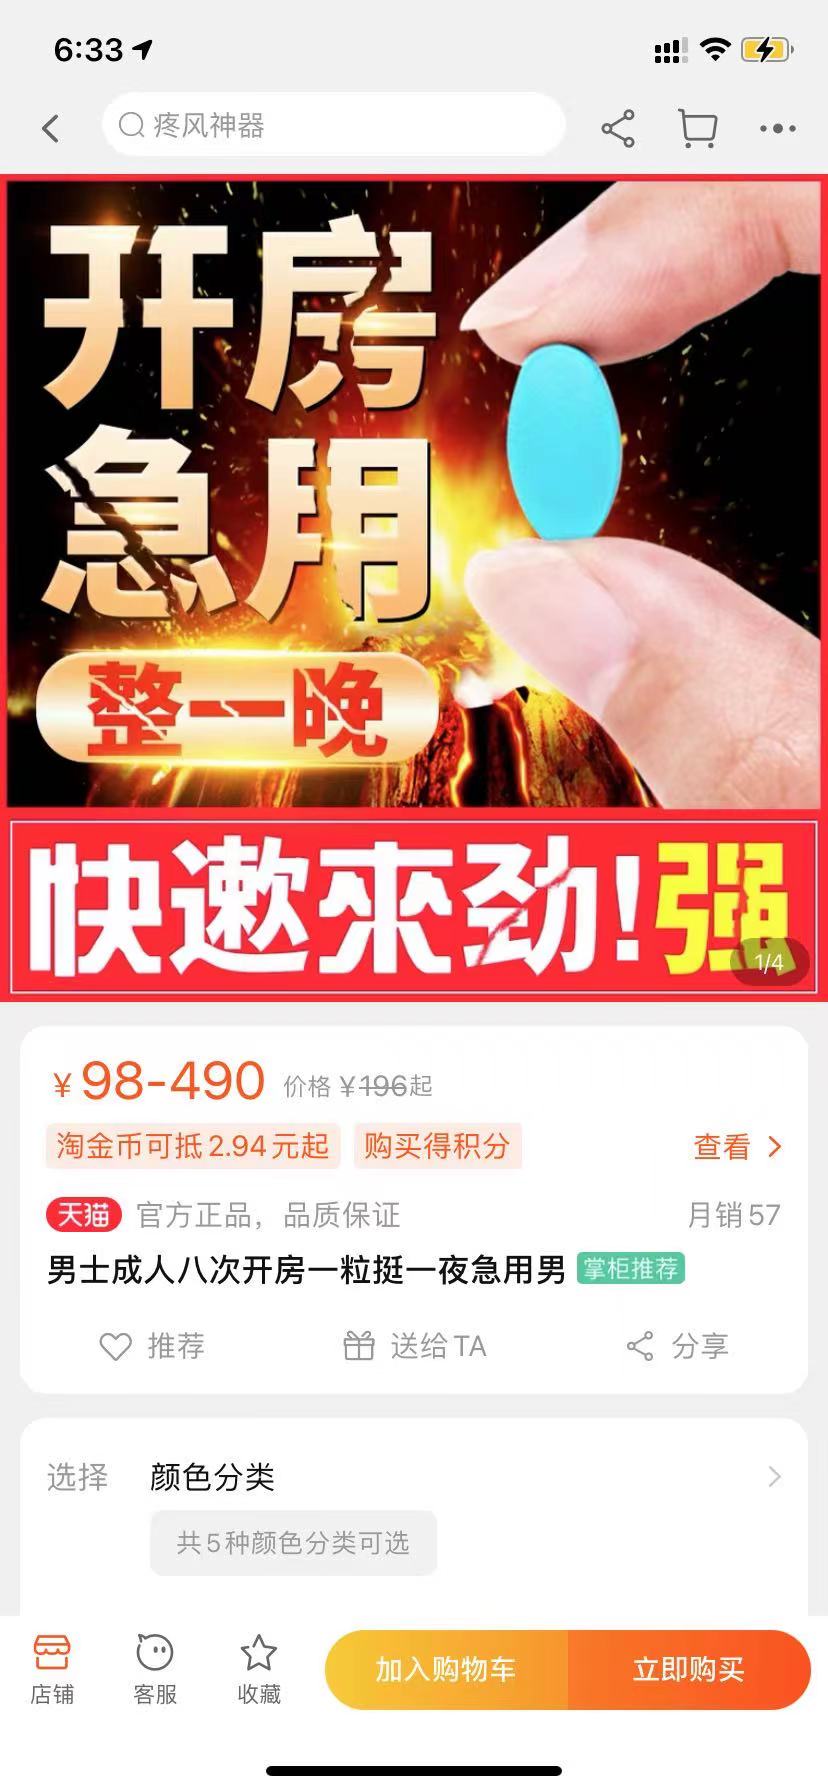 6:33
疼风神器
开房
急用
整一晚
快漱來劲!强
1/4
¥98-490 价格 ¥196起
淘金币可抵2.94元起 购买得积分 查看
天猫 官方正品，品质保证 月销57
男士成人八次开房一粒挺一夜急用男 掌柜推荐
推荐 送给TA 分享
选择 颜色分类
共5种颜色分类可选
店铺 客服 收藏 加入购物车 立即购买